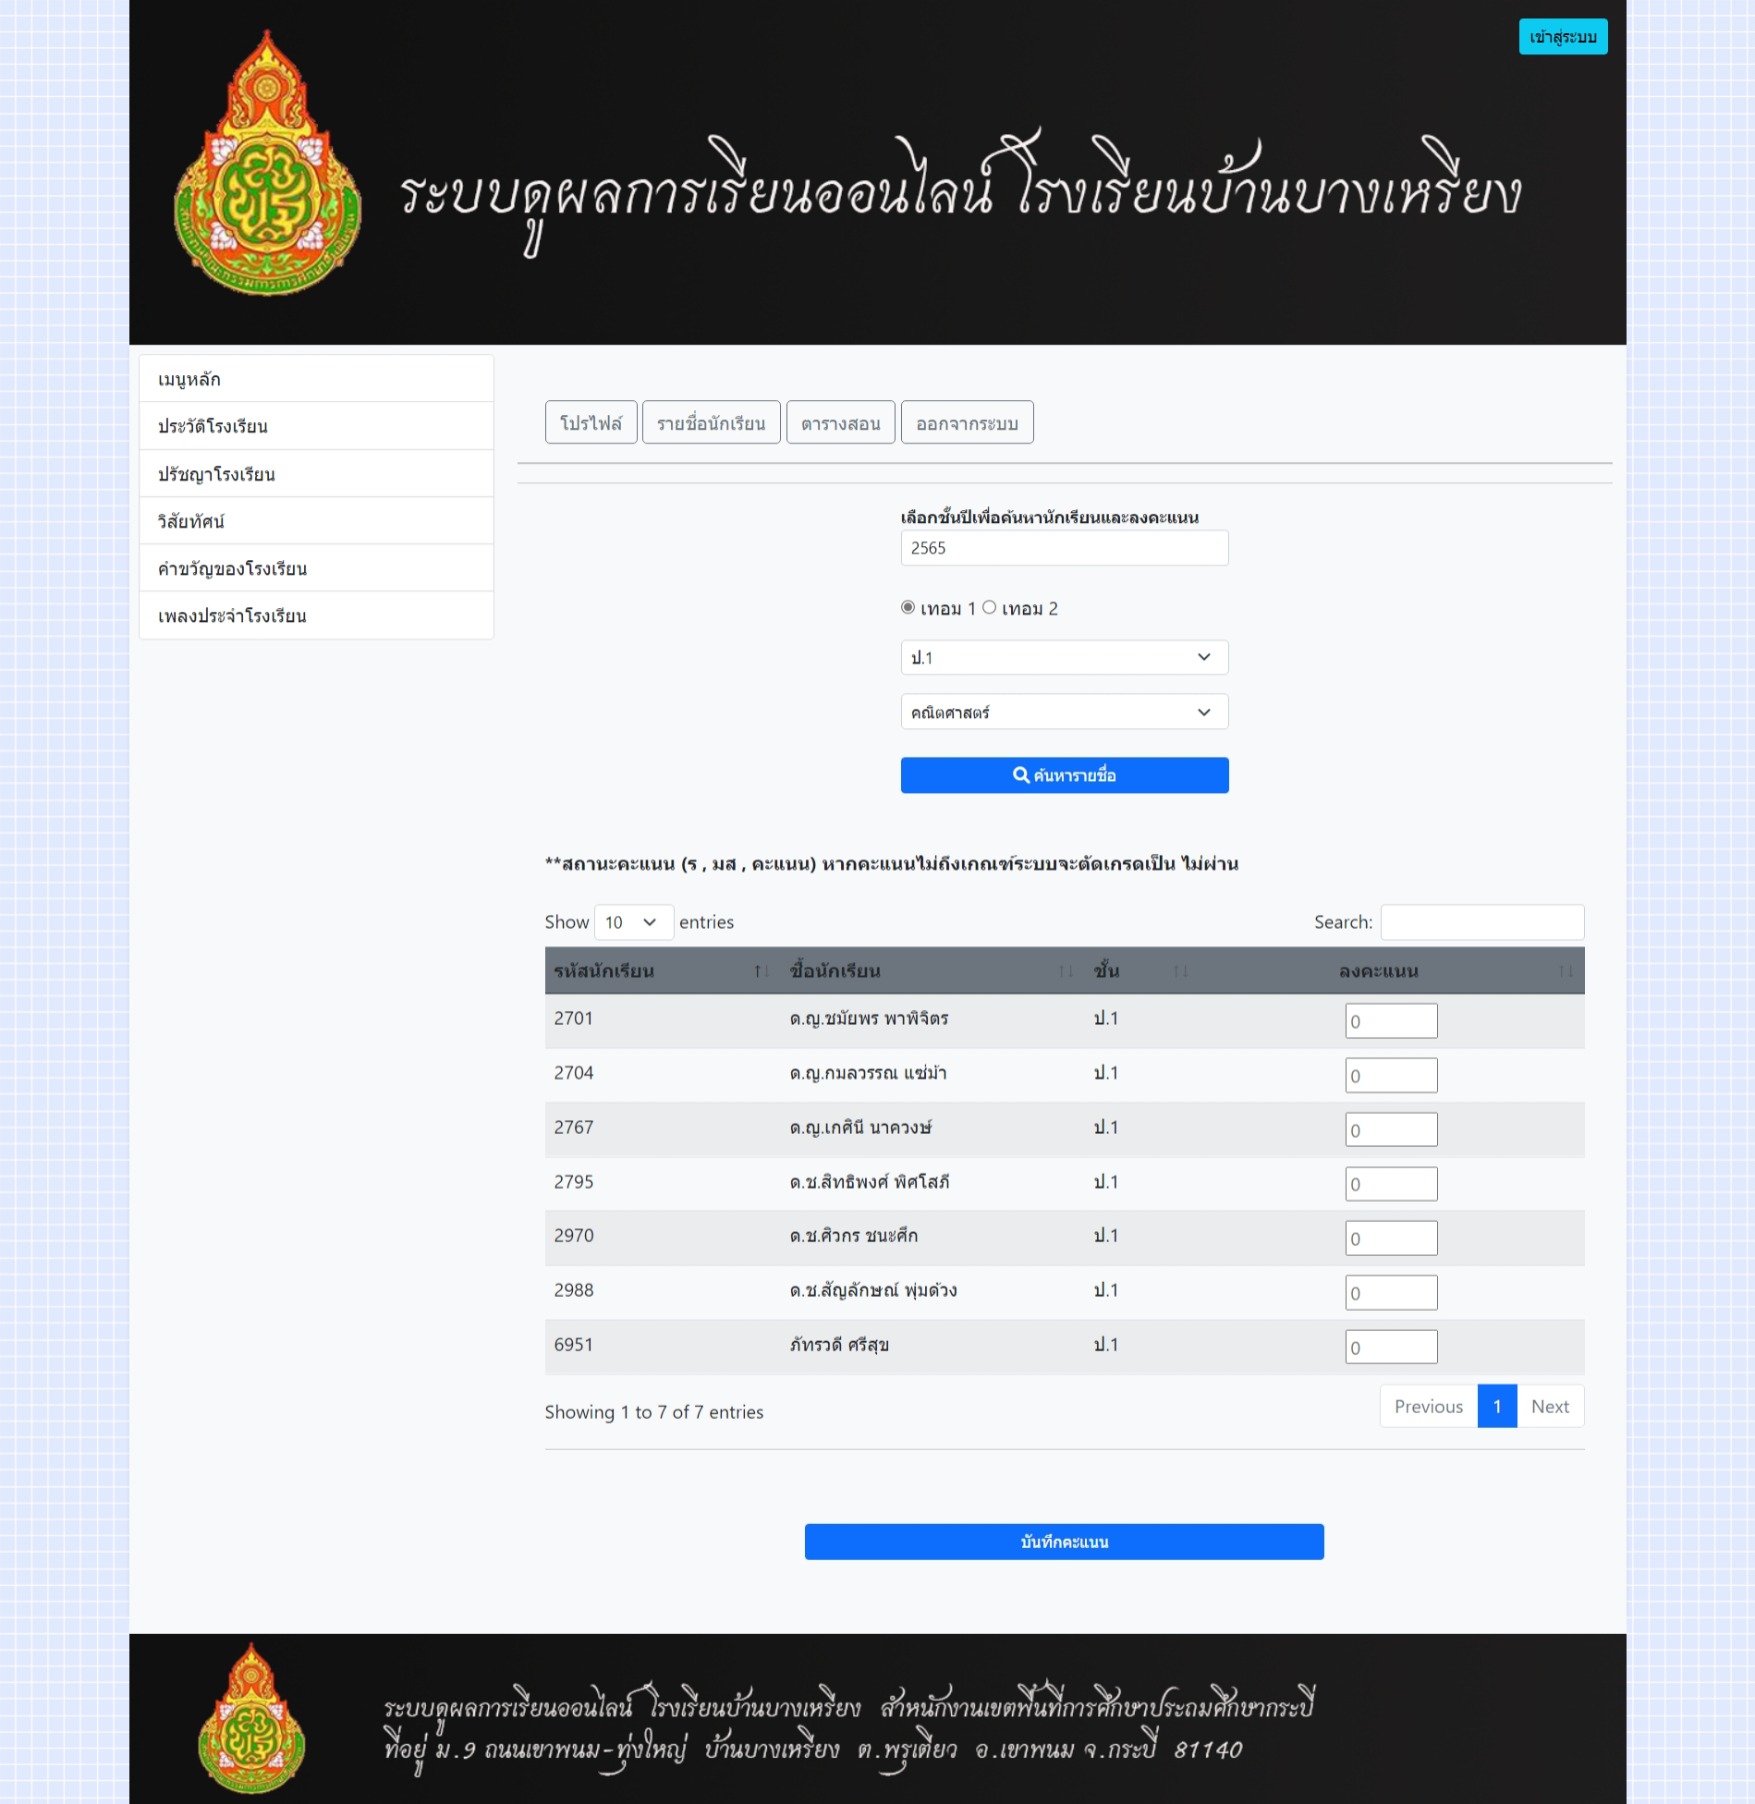 เข้าสู่ระบบ
ระบบดูผลการเรียนออนไลน์ โรงเรียนบ้านบางเหรียง
เมนูหลัก
ประวัติโรงเรียน
ปรัชญาโรงเรียน
วิสัยทัศน์
คำขวัญของโรงเรียน
เพลงประจำโรงเรียน
โปรไฟล์ รายชื่อนักเรียน ตารางสอน ออกจากระบบ
เลือกชั้นปีเพื่อค้นหานักเรียนและลงคะแนน
2565
เทอม 1 เทอม 2
ป.1
คณิตศาสตร์
ค้นหารายชื่อ
**สถานะคะแนน (ร , มส , คะแนน) หากคะแนนไม่ถึงเกณฑ์ระบบจะตัดเกรดเป็น ไม่ผ่าน
Show 10 entries Search:
รหัสนักเรียน ชื่อนักเรียน ชั้น ลงคะแนน
2701 ด.ญ.ชมัยพร พาพิจิตร ป.1 0
2704 ด.ญ.กมลวรรณ แซ่ม้า ป.1 0
2767 ด.ญ.เกศินี นาควงษ์ ป.1 0
2795 ด.ช.สิทธิพงศ์ พิศโสภี ป.1 0
2970 ด.ช.ศิวกร ชนะศึก ป.1 0
2988 ด.ช.สัญลักษณ์ พุ่มด้วง ป.1 0
6951 ภัทรวดี ศรีสุข ป.1 0
Showing 1 to 7 of 7 entries Previous 1 Next
บันทึกคะแนน
ระบบดูผลการเรียนออนไลน์ โรงเรียนบ้านบางเหรียง สำหนักงานเขตพื้นที่การศึกษาประถมศึกษากระบี่
ที่อยู่ ม.9 ถนนเขาพนม-ทุ่งใหญ่ บ้านบางเหรียง ต.พรุเตียว อ.เขาพนม จ.กระบี่ 81140